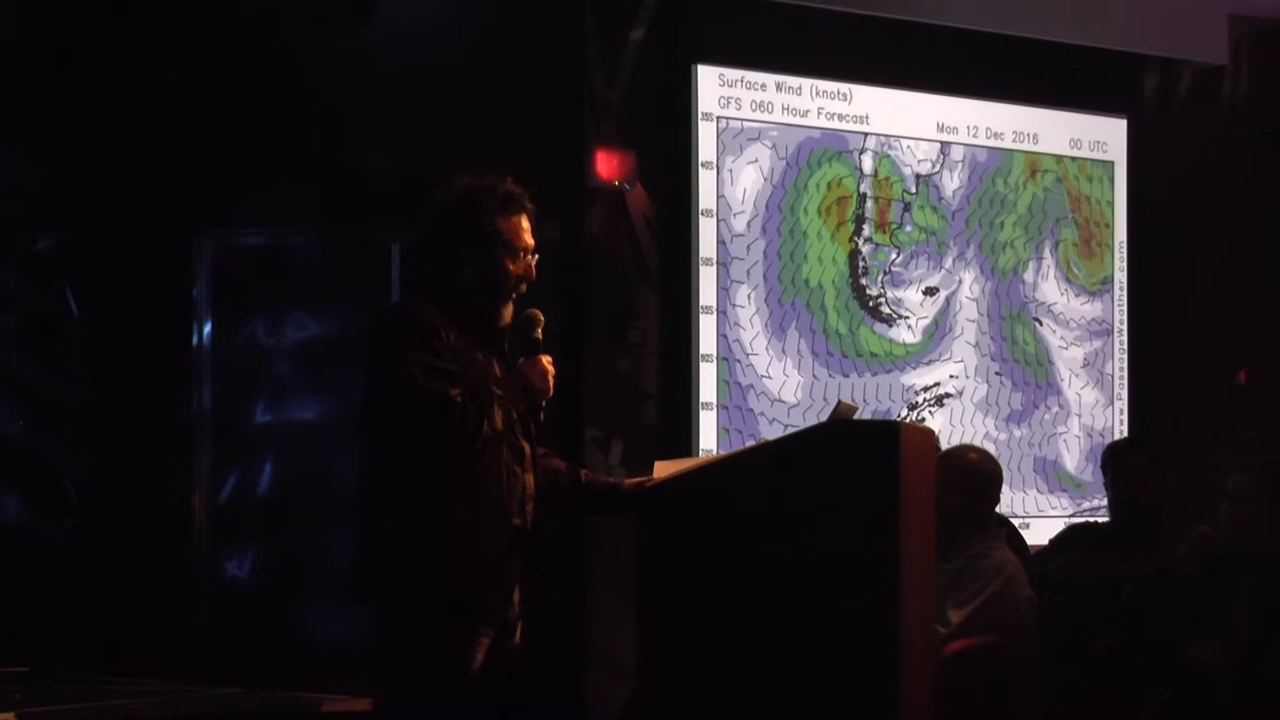 Surface Wind (knots)
GFS 060 Hour Forecast
Mon 12 Dec 2016 00 UTC
35S
40S
45S
50S
55S
60S
65S
70S
www.PassageWeather.com